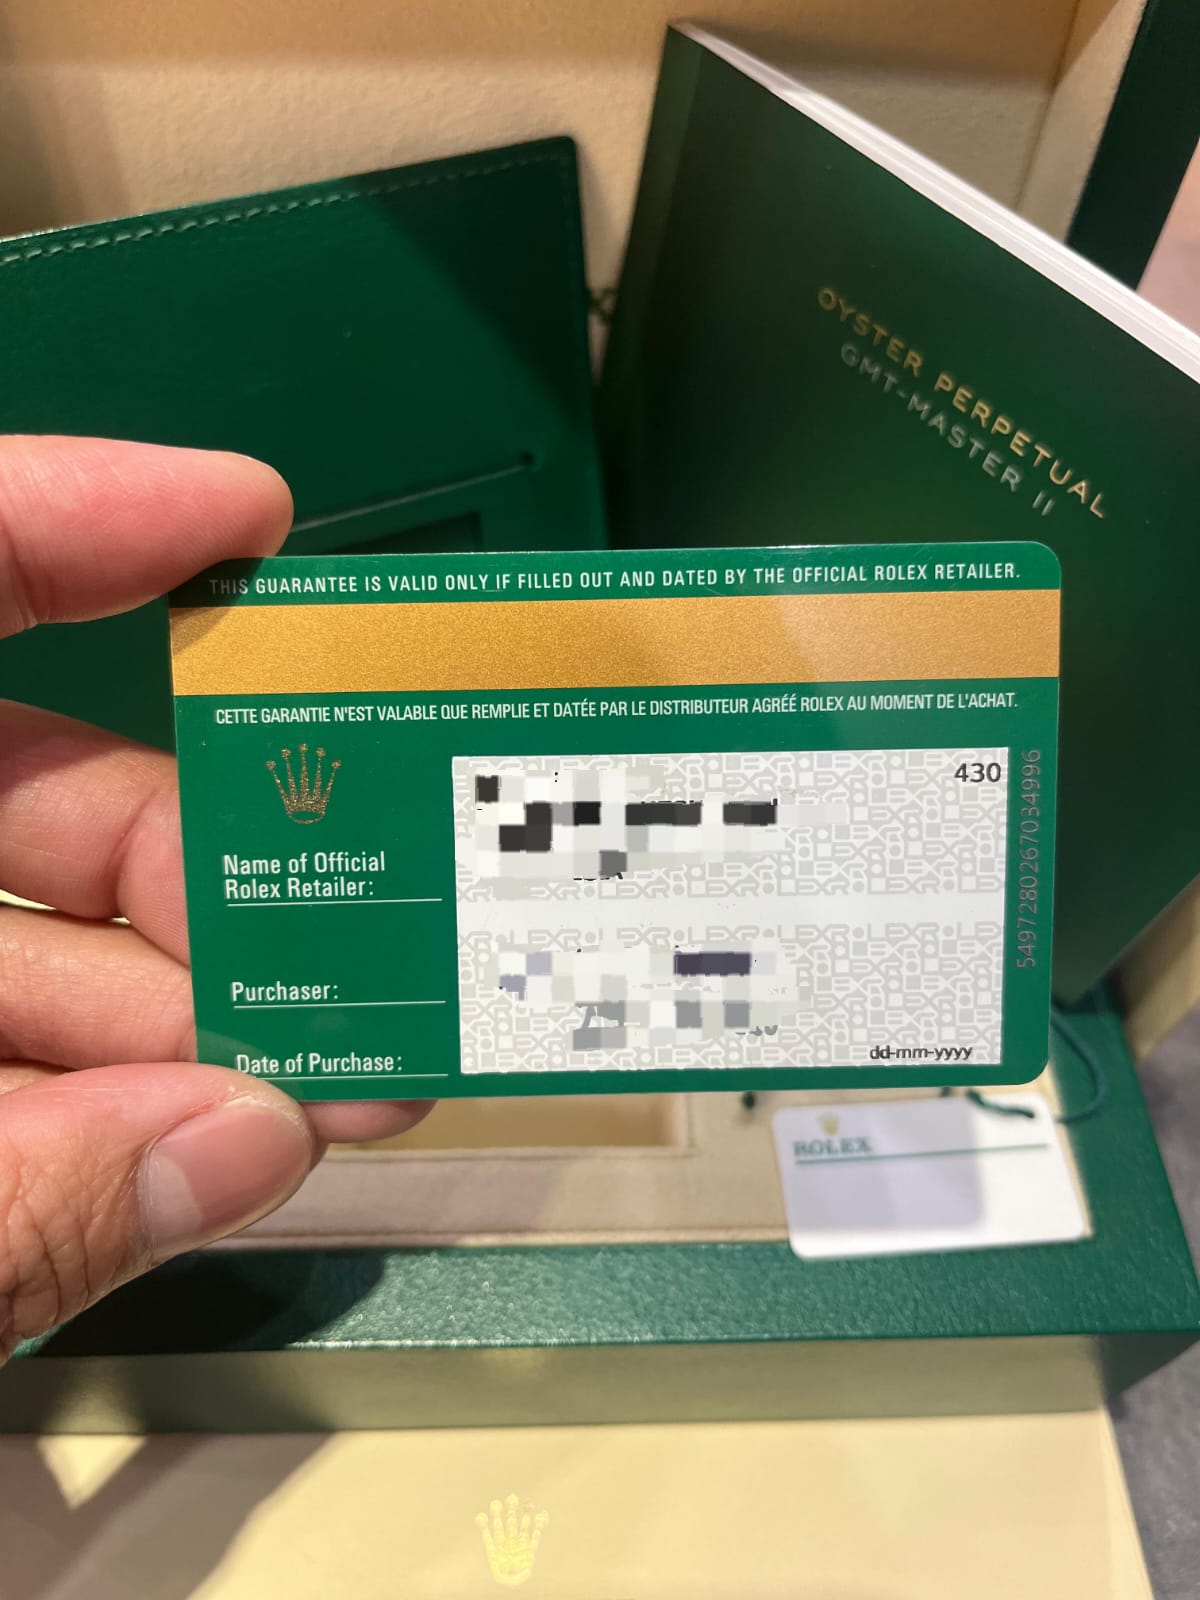 OYSTER PERPETUAL
GMT-MASTER II
THIS GUARANTEE IS VALID ONLY IF FILLED OUT AND DATED BY THE OFFICIAL ROLEX RETAILER.
CETTE GARANTIE N'EST VALABLE QUE REMPLIE ET DATÉE PAR LE DISTRIBUTEUR AGRÉÉ ROLEX AU MOMENT DE L'ACHAT.
430
5497280267034996
Name of Official
Rolex Retailer:
Purchaser:
Date of Purchase:
dd-mm-yyyy
ROLEX